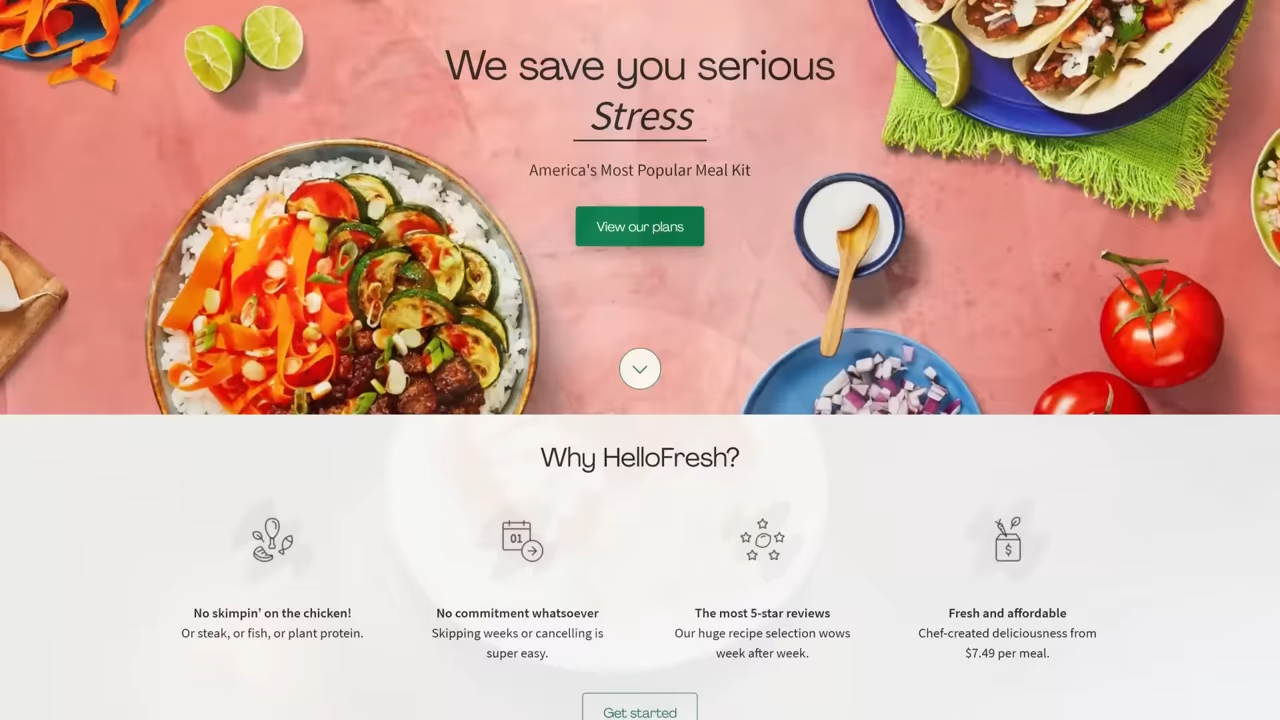 We save you serious
Stress
America's Most Popular Meal Kit
View our plans
Why HelloFresh?
01
$
No skimpin' on the chicken!
Or steak, or fish, or plant protein.
No commitment whatsoever
Skipping weeks or cancelling is
super easy.
The most 5-star reviews
Our huge recipe selection wows
week after week.
Fresh and affordable
Chef-created deliciousness from
$7.49 per meal.
Get started